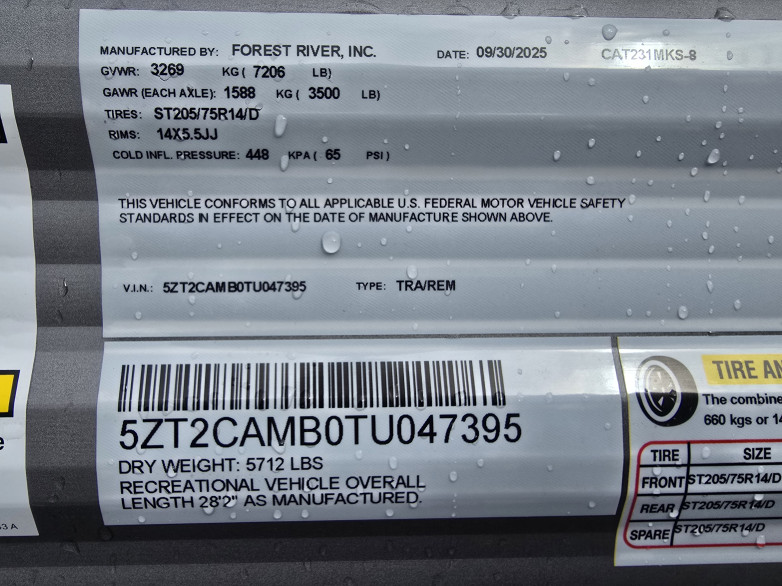 MANUFACTURED BY: FOREST RIVER, INC. DATE: 09/30/2025 CAT231MKS-8
GVWR: 3269 KG ( 7206 LB)
GAWR (EACH AXLE): 1588 KG ( 3500 LB)
TIRES: ST205/75R14/D
RIMS: 14X5.5JJ
COLD INFL. PRESSURE: 448 KPA ( 65 PSI )
THIS VEHICLE CONFORMS TO ALL APPLICABLE U.S. FEDERAL MOTOR VEHICLE SAFETY
STANDARDS IN EFFECT ON THE DATE OF MANUFACTURE SHOWN ABOVE.
V.I.N.: 5ZT2CAMB0TU047395 TYPE: TRA/REM
5ZT2CAMB0TU047395
DRY WEIGHT: 5712 LBS
RECREATIONAL VEHICLE OVERALL
LENGTH 28'2" AS MANUFACTURED.
TIRE AN
The combine
660 kgs or 14
TIRE SIZE
FRONT ST205/75R14/D
REAR ST205/75R14/D
SPARE ST205/75R14/D
e
3 A